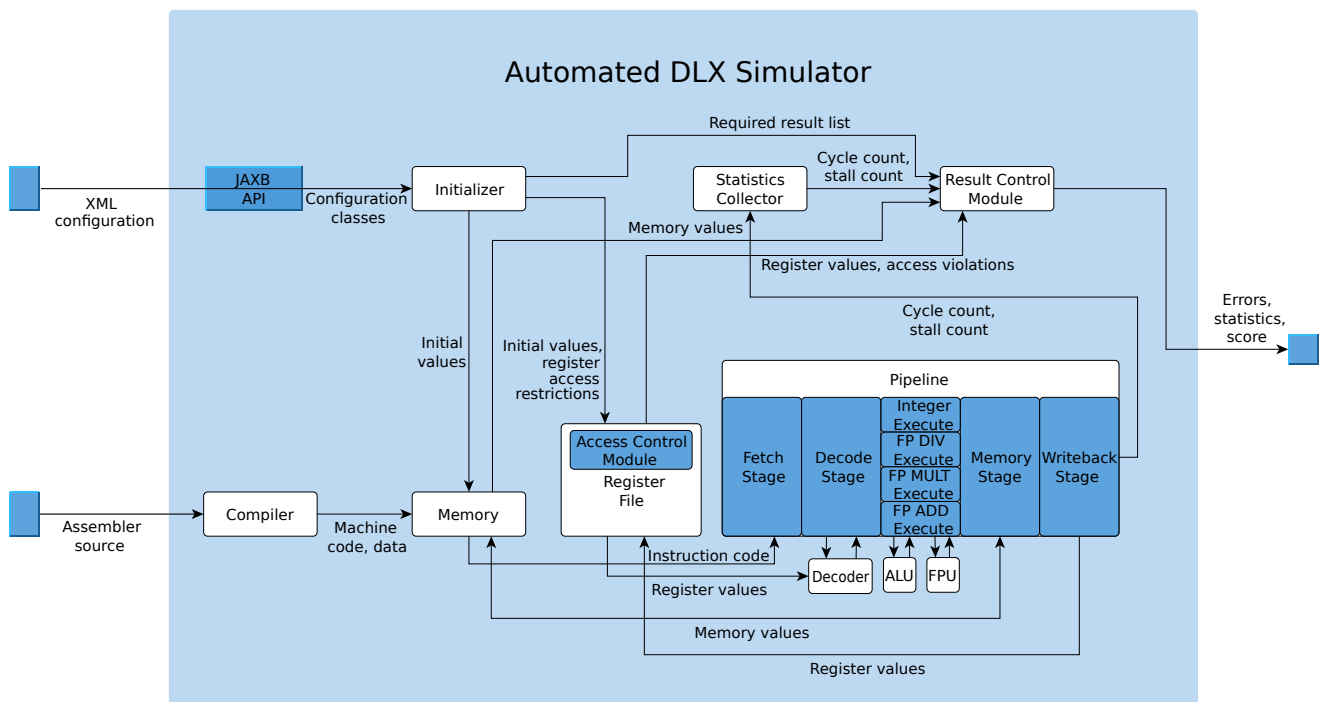 Automated DLX Simulator
Required result list
Cycle count,
stall count
JAXB
API
Initializer
Statistics
Collector
Result Control
Module
XML
configuration
Configuration
classes
Memory values
Register values, access violations
Cycle count,
stall count
Errors,
statistics,
score
Initial
values
Initial values,
register
access
restrictions
Pipeline
Integer
Execute
FP DIV
Execute
FP MULT
Execute
FP ADD
Execute
Fetch
Stage
Decode
Stage
Memory
Stage
Writeback
Stage
Access Control
Module
Register
File
Compiler
Memory
Assembler
source
Machine
code, data
Instruction code
Decoder
ALU
FPU
Register values
Memory values
Register values